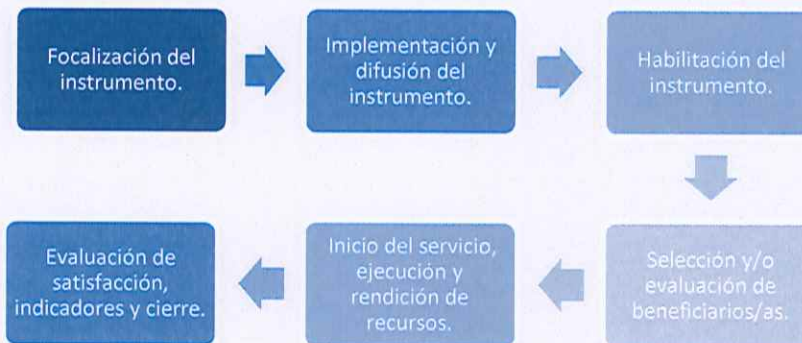 Focalización del
instrumento.
Implementación y
difusión del
instrumento.
Habilitación del
instrumento.
Selección y/o
evaluación de
beneficiarios/as.
Inicio del servicio,
ejecución y
rendición de
recursos.
Evaluación de
satisfacción,
indicadores y cierre.